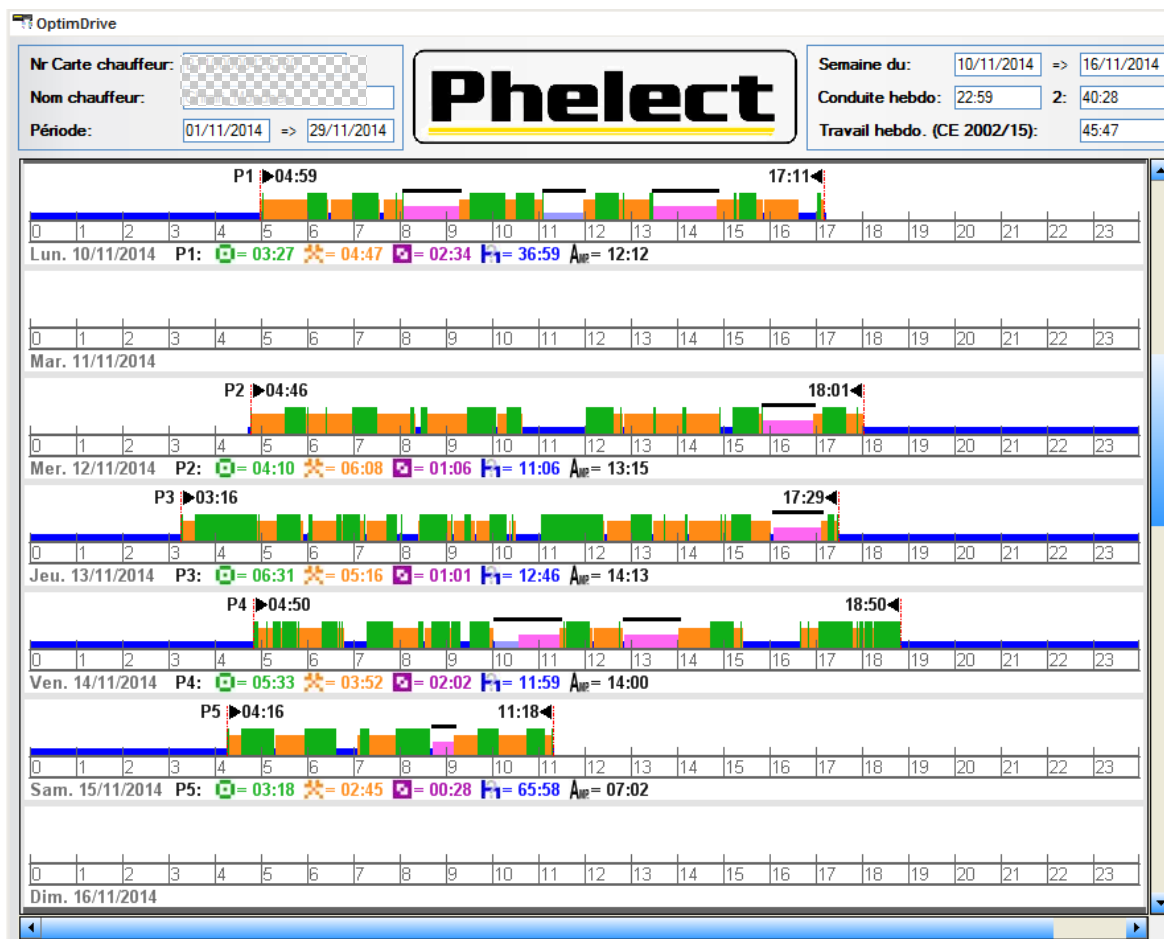 OptimDrive
Nr Carte chauffeur:
Nom chauffeur:
Période: 01/11/2014 => 29/11/2014
Phelect
Semaine du: 10/11/2014 => 16/11/2014
Conduite hebdo: 22:59 2: 40:28
Travail hebdo. (CE 2002/15): 45:47
P1 04:59 17:11
0 1 2 3 4 5 6 7 8 9 10 11 12 13 14 15 16 17 18 19 20 21 22 23
Lun. 10/11/2014 P1: = 03:27 = 04:47 = 02:34 = 36:59 AMP= 12:12
0 1 2 3 4 5 6 7 8 9 10 11 12 13 14 15 16 17 18 19 20 21 22 23
Mar. 11/11/2014
P2 04:46 18:01
0 1 2 3 4 5 6 7 8 9 10 11 12 13 14 15 16 17 18 19 20 21 22 23
Mer. 12/11/2014 P2: = 04:10 = 06:08 = 01:06 = 11:06 AMP= 13:15
P3 03:16 17:29
0 1 2 3 4 5 6 7 8 9 10 11 12 13 14 15 16 17 18 19 20 21 22 23
Jeu. 13/11/2014 P3: = 06:31 = 05:16 = 01:01 = 12:46 AMP= 14:13
P4 04:50 18:50
0 1 2 3 4 5 6 7 8 9 10 11 12 13 14 15 16 17 18 19 20 21 22 23
Ven. 14/11/2014 P4: = 05:33 = 03:52 = 02:02 = 11:59 AMP= 14:00
P5 04:16 11:18
0 1 2 3 4 5 6 7 8 9 10 11 12 13 14 15 16 17 18 19 20 21 22 23
Sam. 15/11/2014 P5: = 03:18 = 02:45 = 00:28 = 65:58 AMP= 07:02
0 1 2 3 4 5 6 7 8 9 10 11 12 13 14 15 16 17 18 19 20 21 22 23
Dim. 16/11/2014